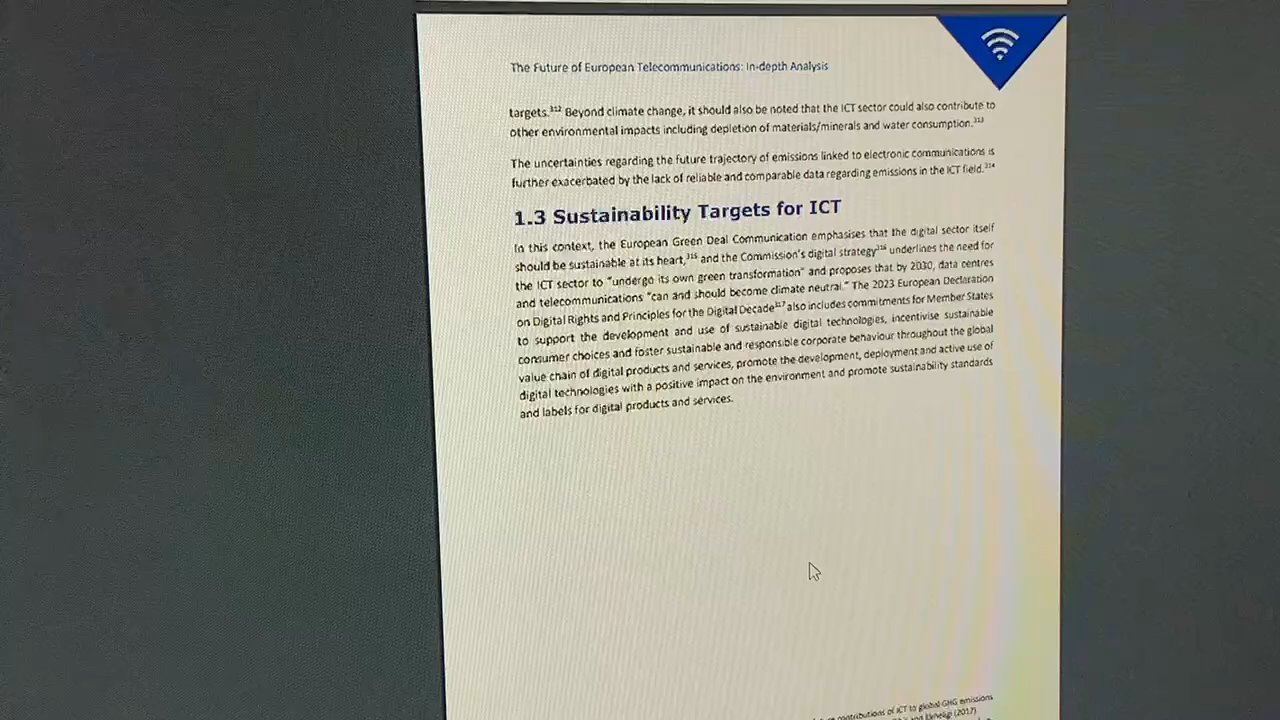 The Future of European Telecommunications: In-depth Analysis
targets.³¹² Beyond climate change, it should also be noted that the ICT sector could also contribute to
other environmental impacts including depletion of materials/minerals and water consumption.³¹³
The uncertainties regarding the future trajectory of emissions linked to electronic communications is
further exacerbated by the lack of reliable and comparable data regarding emissions in the ICT field.³¹⁴
1.3 Sustainability Targets for ICT
In this context, the European Green Deal Communication emphasises that the digital sector itself
should be sustainable at its heart,³¹⁵ and the Commission's digital strategy³¹⁶ underlines the need for
the ICT sector to "undergo its own green transformation" and proposes that by 2030, data centres
and telecommunications "can and should become climate neutral." The 2023 European Declaration
on Digital Rights and Principles for the Digital Decade³¹⁷ also includes commitments for Member States
to support the development and use of sustainable digital technologies, incentivise sustainable
consumer choices and foster sustainable and responsible corporate behaviour throughout the global
value chain of digital products and services, promote the development, deployment and active use of
digital technologies with a positive impact on the environment and promote sustainability standards
and labels for digital products and services.
contributions of ICT to global GHG emissions
(2017)